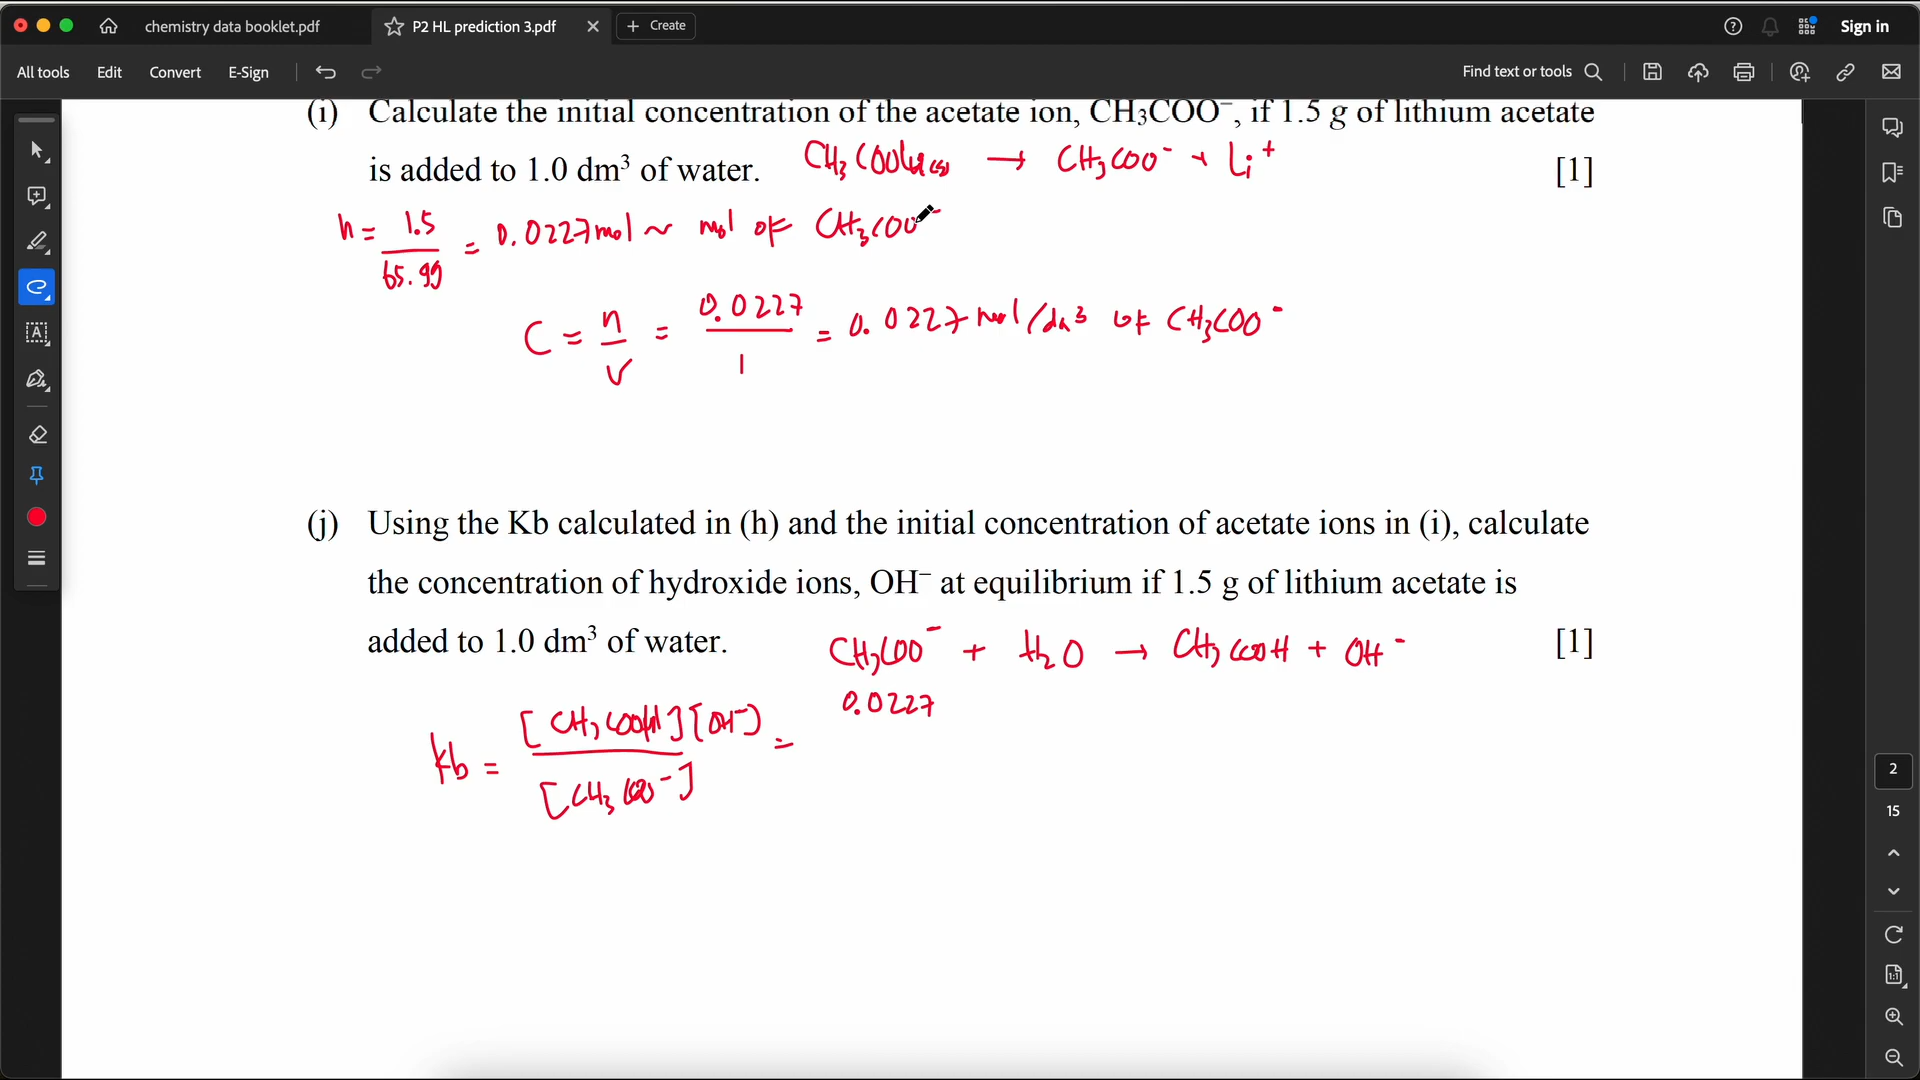 chemistry data booklet.pdf
P2 HL prediction 3.pdf
Create
Sign in
All tools
Edit
Convert
E-Sign
Find text or tools
(i) Calculate the initial concentration of the acetate ion, CH₃COO⁻, if 1.5 g of lithium acetate
is added to 1.0 dm³ of water. [1]
→ CH₃COO⁻ + Li⁺
n = 1.5 / 65.99 = 0.0227 mol ~ mol of CH₃COO⁻
C = n / v = 0.0227 / 1 = 0.0227 mol/dm³ of CH₃COO⁻
(j) Using the Kb calculated in (h) and the initial concentration of acetate ions in (i), calculate
the concentration of hydroxide ions, OH⁻ at equilibrium if 1.5 g of lithium acetate is
added to 1.0 dm³ of water. [1]
CH₃COO⁻ + H₂O → CH₃COOH + OH⁻
0.0227
kb = [CH₃COOH][OH⁻] / [CH₃COO⁻] =
2
15